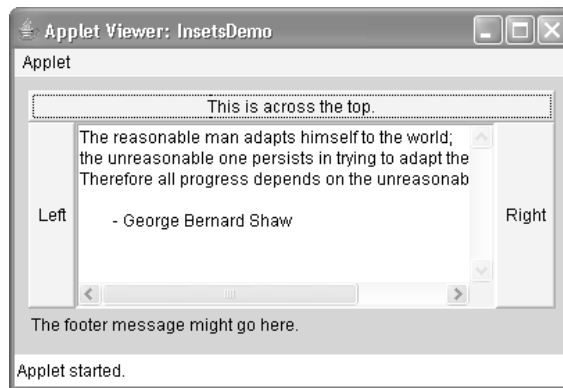 Applet Viewer: InsetsDemo
Applet
This is across the top.
The reasonable man adapts himself to the world;
the unreasonable one persists in trying to adapt the
Therefore all progress depends on the unreasonab
- George Bernard Shaw
Left
Right
The footer message might go here.
Applet started.